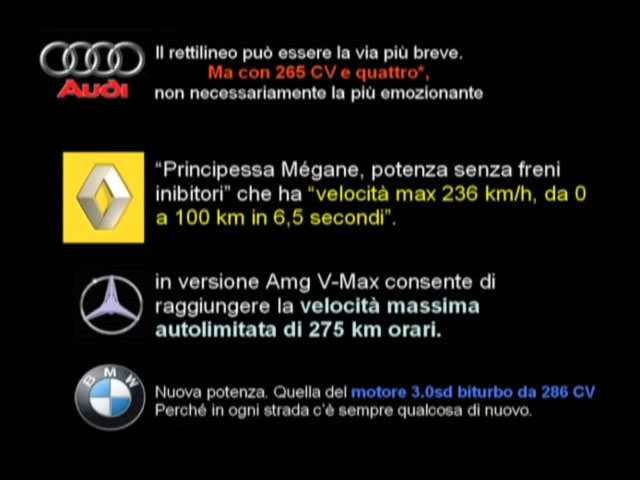 Audi
Il rettilineo può essere la via più breve.
Ma con 265 CV e quattro*,
non necessariamente la più emozionante
“Principessa Mégane, potenza senza freni
inibitori” che ha “velocità max 236 km/h, da 0
a 100 km in 6,5 secondi”.
in versione Amg V-Max consente di
raggiungere la velocità massima
autolimitata di 275 km orari.
BMW
Nuova potenza. Quella del motore 3.0sd biturbo da 286 CV
Perché in ogni strada c’è sempre qualcosa di nuovo.